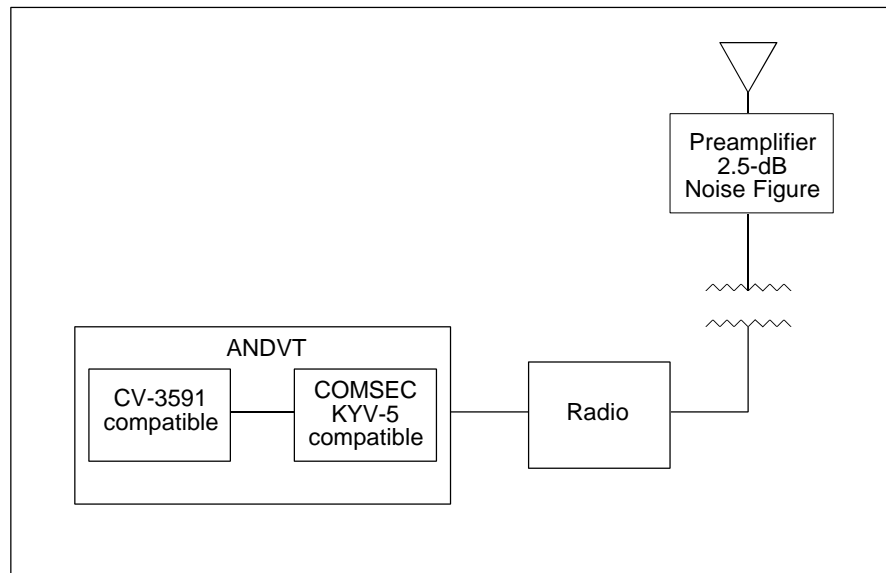 Preamplifier
2.5-dB
Noise Figure
ANDVT
CV-3591
compatible
COMSEC
KYV-5
compatible
Radio